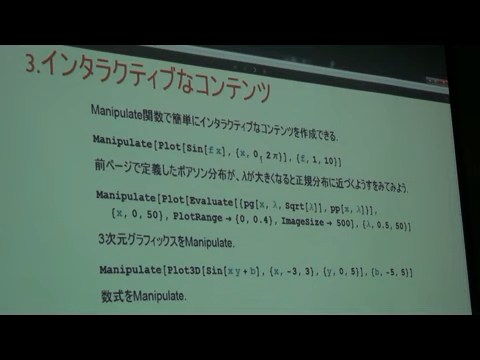 3.インタラクティブなコンテンツ
Manipulate関数で簡単にインタラクティブなコンテンツを作成できる.
Manipulate[Plot[Sin[f x], {x, 0, 2 π}], {f, 1, 10}]
前ページで定義したポアソン分布が、λが大きくなると正規分布に近づくようすをみてみよう.
Manipulate[Plot[Evaluate[{pg[x, λ, Sqrt[λ]], pp[x, λ]}],
{x, 0, 50}, PlotRange → {0, 0.4}, ImageSize → 500], {λ, 0.5, 50}]
3次元グラフィックスをManipulate.
Manipulate[Plot3D[Sin[x y + b], {x, -3, 3}, {y, 0, 5}], {b, -5, 5}]
数式をManipulate.